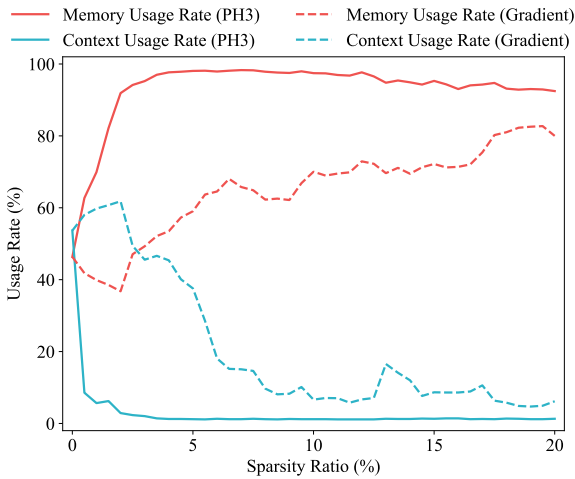 Memory Usage Rate (PH3) Memory Usage Rate (Gradient)
Context Usage Rate (PH3) Context Usage Rate (Gradient)
100
80
60
40
20
0
Usage Rate (%)
0 5 10 15 20
Sparsity Ratio (%)